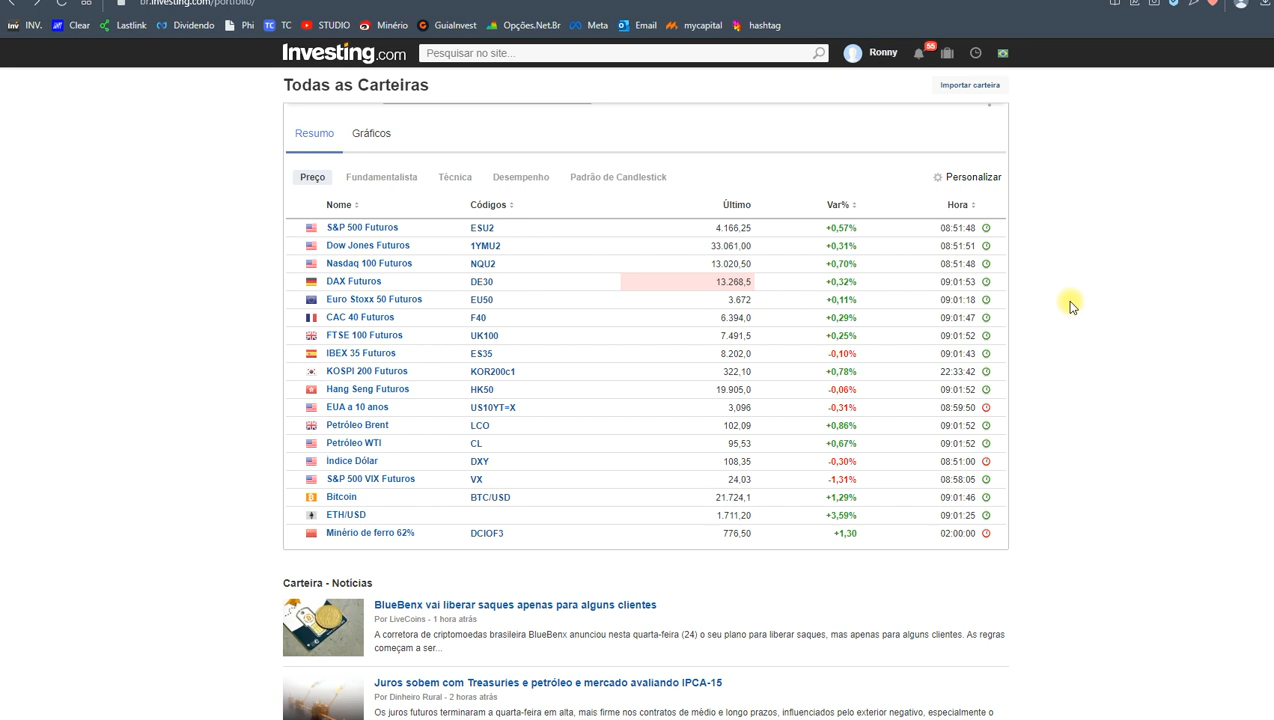 br.investing.com/portfolio/
INV. Clear Lastlink Dividendo Phi TC STUDIO Minério GuiaInvest Opções.Net.Br Meta Email mycapital hashtag
Investing.com Pesquisar no site... Ronny 55
Todas as Carteiras Importar carteira
Resumo Gráficos
Preço Fundamentalista Técnica Desempenho Padrão de Candlestick Personalizar
Nome Códigos Último Var% Hora
S&P 500 Futuros ESU2 4.166,25 +0,57% 08:51:48
Dow Jones Futuros 1YMU2 33.061,00 +0,31% 08:51:51
Nasdaq 100 Futuros NQU2 13.020,50 +0,70% 08:51:48
DAX Futuros DE30 13.268,5 +0,32% 09:01:53
Euro Stoxx 50 Futuros EU50 3.672 +0,11% 09:01:18
CAC 40 Futuros F40 6.394,0 +0,29% 09:01:47
FTSE 100 Futuros UK100 7.491,5 +0,25% 09:01:52
IBEX 35 Futuros ES35 8.202,0 -0,10% 09:01:43
KOSPI 200 Futuros KOR200c1 322,10 +0,78% 22:33:42
Hang Seng Futuros HK50 19.905,0 -0,06% 09:01:52
EUA a 10 anos US10YT=X 3,096 -0,31% 08:59:50
Petróleo Brent LCO 102,09 +0,86% 09:01:52
Petróleo WTI CL 95,53 +0,67% 09:01:52
Índice Dólar DXY 108,35 -0,30% 08:51:00
S&P 500 VIX Futuros VX 24,03 -1,31% 08:58:05
Bitcoin BTC/USD 21.724,1 +1,29% 09:01:46
ETH/USD 1.711,20 +3,59% 09:01:25
Minério de ferro 62% DCIOF3 776,50 +1,30 02:00:00
Carteira - Notícias
BlueBenx vai liberar saques apenas para alguns clientes
Por LiveCoins - 1 hora atrás
A corretora de criptomoedas brasileira BlueBenx anunciou nesta quarta-feira (24) o seu plano para liberar saques, mas apenas para alguns clientes. As regras
começam a ser...
Juros sobem com Treasuries e petróleo e mercado avaliando IPCA-15
Por Dinheiro Rural - 2 horas atrás
Os juros futuros terminaram a quarta-feira em alta, mais firme nos contratos de médio e longo prazos, influenciados pelo exterior negativo, especialmente o